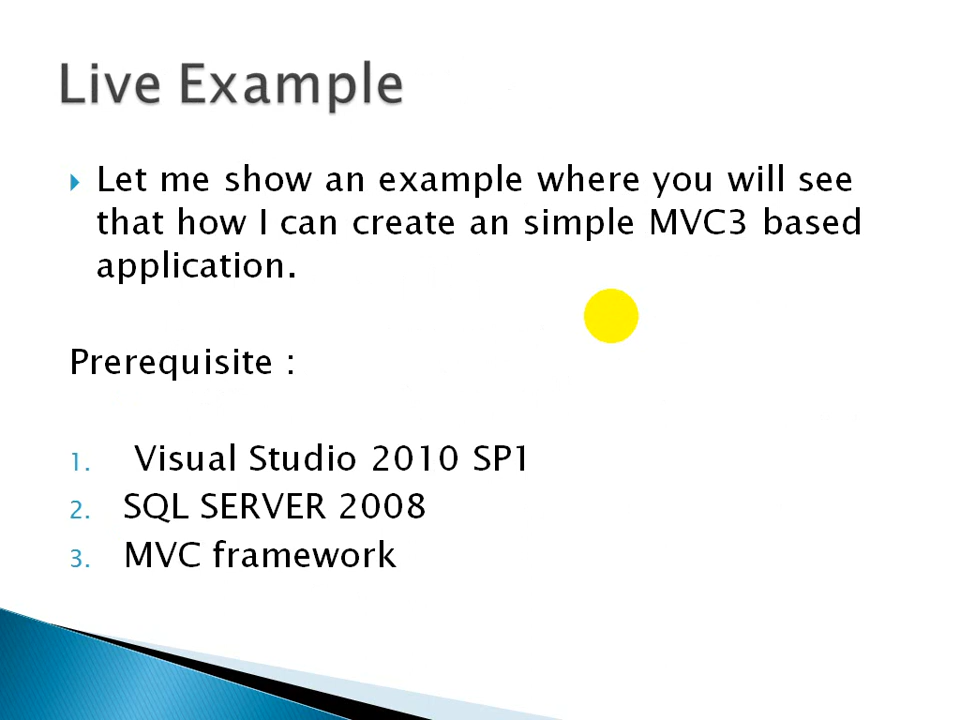 Live Example
Let me show an example where you will see
that how I can create an simple MVC3 based
application.
Prerequisite :
1. Visual Studio 2010 SP1
2. SQL SERVER 2008
3. MVC framework